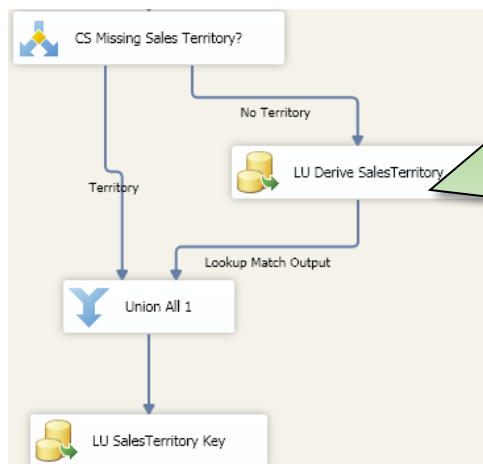 CS Missing Sales Territory?
No Territory
LU Derive SalesTerritory
Territory
Lookup Match Output
Union All 1
LU SalesTerritory Key